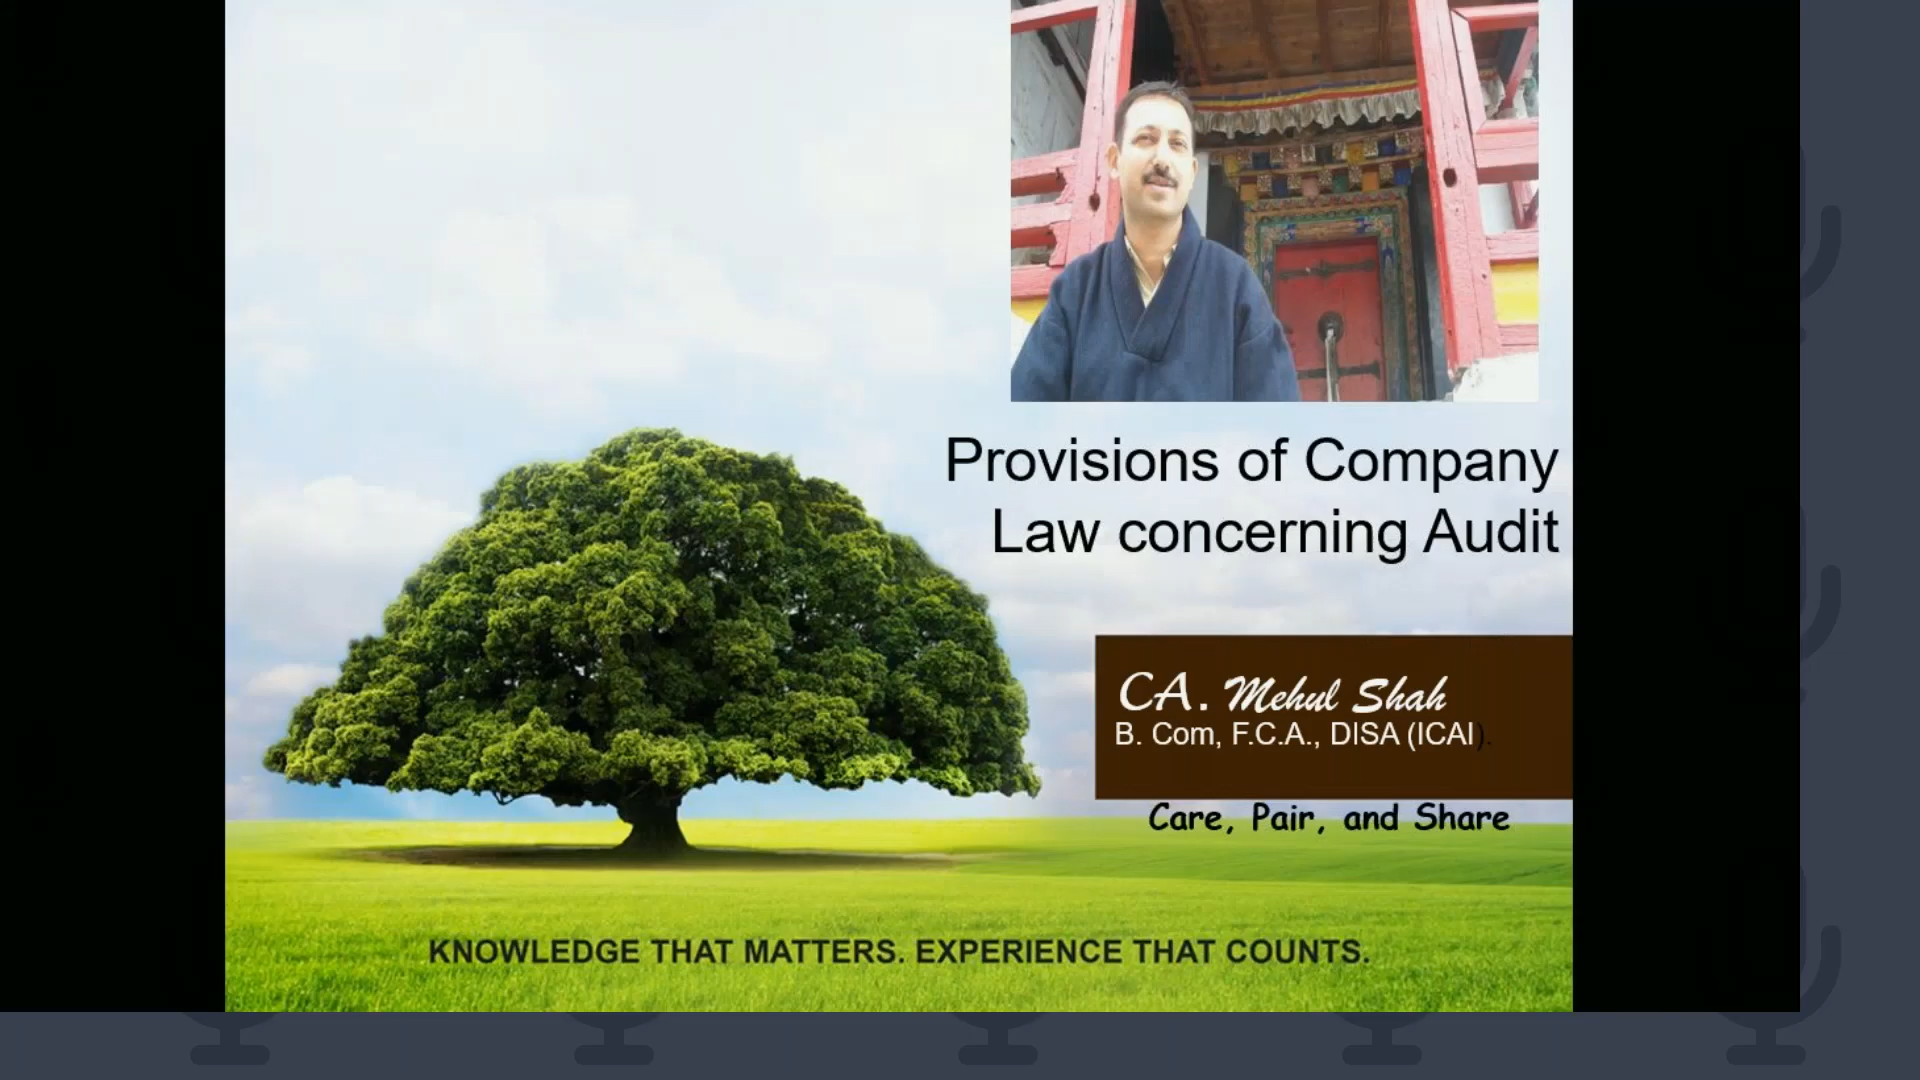 Provisions of Company
Law concerning Audit
CA. Mehul Shah
B. Com, F.C.A., DISA (ICAI).
Care, Pair, and Share
KNOWLEDGE THAT MATTERS. EXPERIENCE THAT COUNTS.